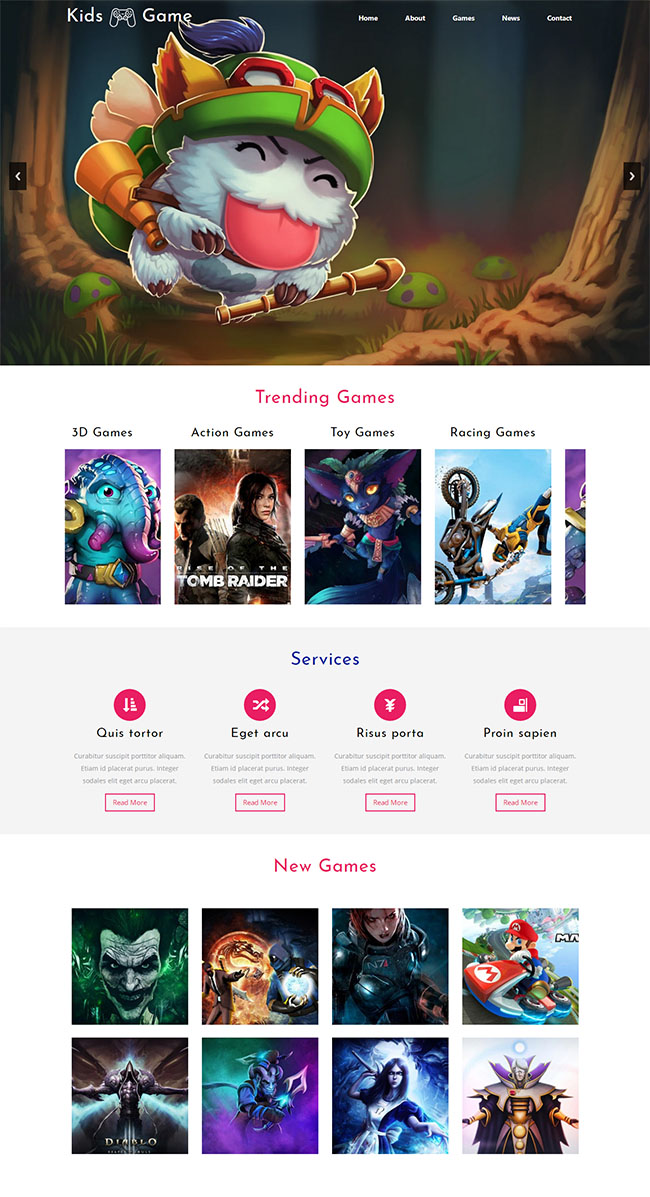 Kids Game
Home About Games News Contact
Trending Games
3D Games Action Games Toy Games Racing Games
RISE OF THE
TOMB RAIDER
Services
Quis tortor Eget arcu Risus porta Proin sapien
Curabitur suscipit porttitor aliquam. Curabitur suscipit porttitor aliquam. Curabitur suscipit porttitor aliquam. Curabitur suscipit porttitor aliquam.
Etiam id placerat purus. Integer Etiam id placerat purus. Integer Etiam id placerat purus. Integer Etiam id placerat purus. Integer
sodales elit eget arcu placerat. sodales elit eget arcu placerat. sodales elit eget arcu placerat. sodales elit eget arcu placerat.
Read More Read More Read More Read More
New Games
N7
MA
M
DIABLO